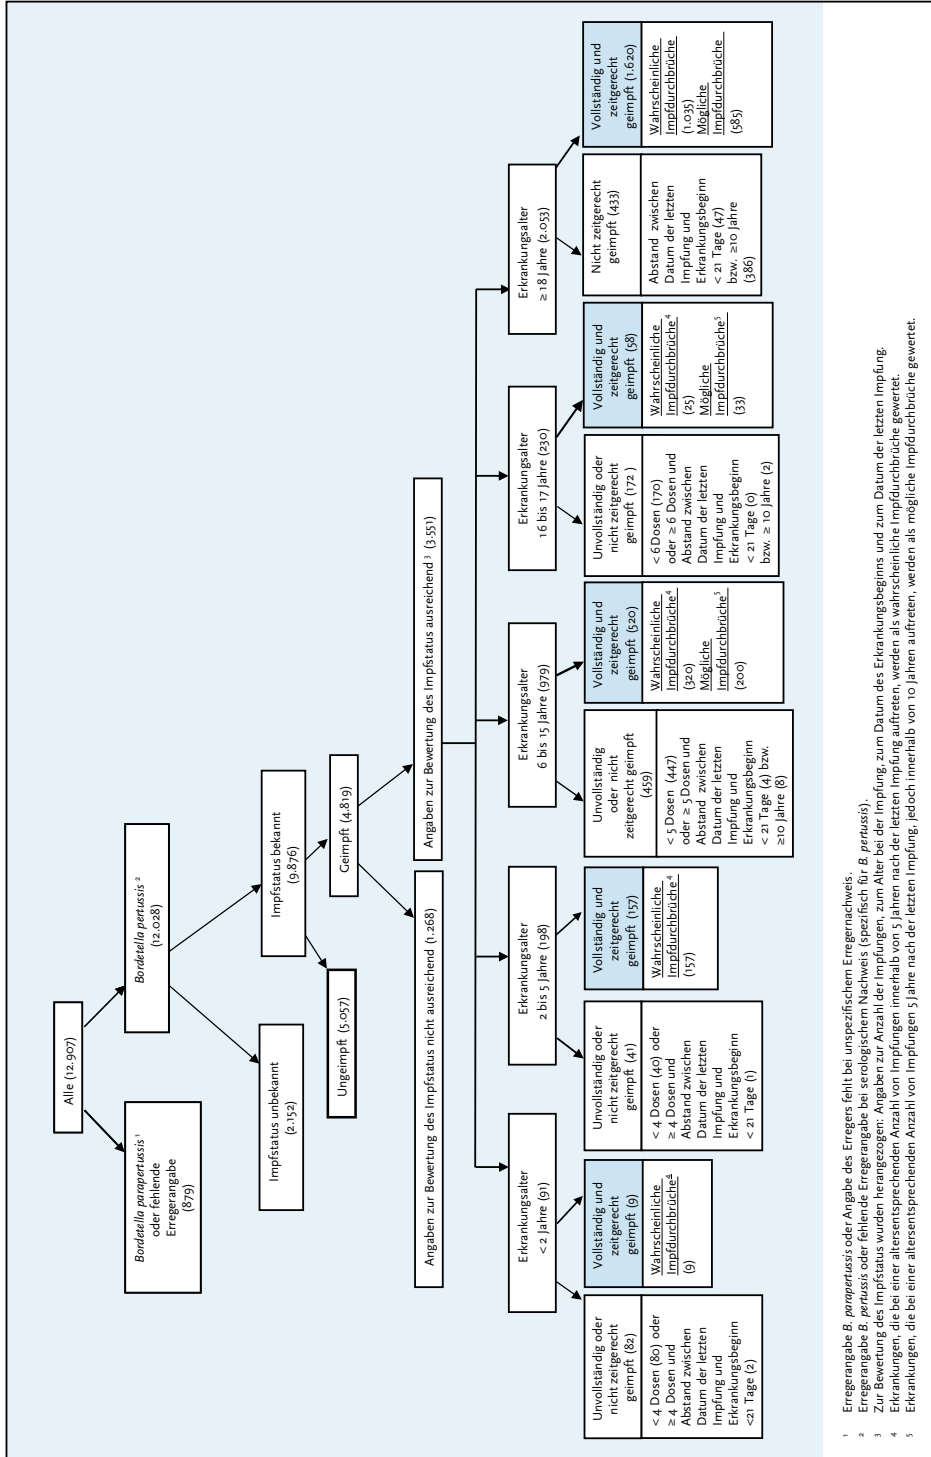 Alle (12.907)
Bordetella parapertussis ¹
oder fehlende
Erregerangabe
(879)
Bordetella pertussis ²
(12.028)
Impfstatus unbekannt
(2.152)
Impfstatus bekannt
(9.876)
Ungeimpft (5.057)
Geimpft (4.819)
Angaben zur Bewertung des Impfstatus nicht ausreichend (1.268)
Angaben zur Bewertung des Impfstatus ausreichend ³ (3.551)
Erkrankungsalter
< 2 Jahre (91)
Erkrankungsalter
2 bis 5 Jahre (198)
Erkrankungsalter
6 bis 15 Jahre (979)
Erkrankungsalter
16 bis 17 Jahre (230)
Erkrankungsalter
≥ 18 Jahre (2.053)
Unvollständig oder
nicht zeitgerecht
geimpft (82)
< 4 Dosen (80) oder
≥ 4 Dosen und
Abstand zwischen
Datum der letzten
Impfung und
Erkrankungsbeginn
<21 Tage (2)
Vollständig und
zeitgerecht
geimpft (9)
Wahrscheinliche
Impfdurchbrüche⁴
(9)
Unvollständig oder
nicht zeitgerecht
geimpft (41)
< 4 Dosen (40) oder
≥ 4 Dosen und
Abstand zwischen
Datum der letzten
Impfung und
Erkrankungsbeginn
< 21 Tage (1)
Vollständig und
zeitgerecht
geimpft (157)
Wahrscheinliche
Impfdurchbrüche⁴
(157)
Unvollständig
oder nicht
zeitgerecht geimpft
(459)
< 5 Dosen (447)
oder ≥ 5 Dosen und
Abstand zwischen
Datum der letzten
Impfung und
Erkrankungsbeginn
< 21 Tage (4) bzw.
≥10 Jahre (8)
Vollständig und
zeitgerecht
geimpft (520)
Wahrscheinliche
Impfdurchbrüche⁴
(320)
Mögliche
Impfdurchbrüche⁵
(200)
Unvollständig oder
nicht zeitgerecht
geimpft (172 )
< 6 Dosen (170)
oder ≥ 6 Dosen und
Abstand zwischen
Datum der letzten
Impfung und
Erkrankungsbeginn
< 21 Tage (0)
bzw. ≥ 10 Jahre (2)
Vollständig und
zeitgerecht
geimpft (58)
Wahrscheinliche
Impfdurchbrüche⁴
(25)
Mögliche
Impfdurchbrüche⁵
(33)
Nicht zeitgerecht
geimpft (433)
Abstand zwischen
Datum der letzten
Impfung und
Erkrankungsbeginn
< 21 Tage (47)
bzw. ≥10 Jahre
(386)
Vollständig und
zeitgerecht
geimpft (1.620)
Wahrscheinliche
Impfdurchbrüche
(1.035)
Mögliche
Impfdurchbrüche
(585)
¹ Erregerangabe B. parapertussis oder Angabe des Erregers fehlt bei unspezifischem Erregernachweis.
² Erregerangabe B. pertussis oder fehlende Erregerangabe bei serologischem Nachweis (spezifisch für B. pertussis).
³ Zur Bewertung des Impfstatus wurden herangezogen: Angaben zur Anzahl der Impfungen, zum Alter bei der Impfung, zum Datum des Erkrankungsbeginns und zum Datum der letzten Impfung.
⁴ Erkrankungen, die bei einer altersentsprechenden Anzahl von Impfungen innerhalb von 5 Jahren nach der letzten Impfung auftreten, werden als wahrscheinliche Impfdurchbrüche gewertet.
⁵ Erkrankungen, die bei einer altersentsprechenden Anzahl von Impfungen 5 Jahre nach der letzten Impfung, jedoch innerhalb von 10 Jahren auftreten, werden als mögliche Impfdurchbrüche gewertet.